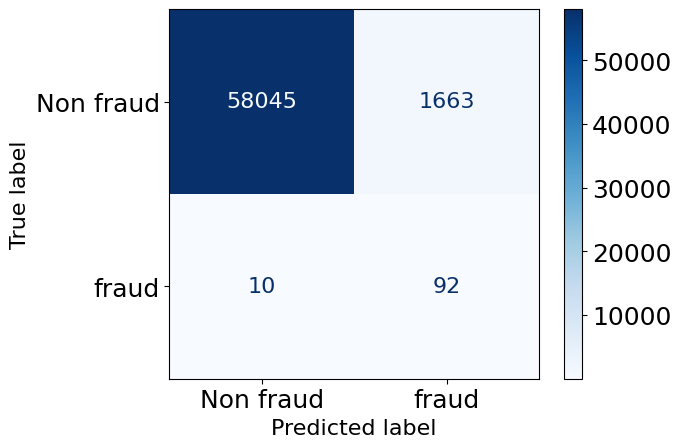 Non fraud
58045
1663
fraud
10
92
Non fraud
fraud
Predicted label
True label
50000
40000
30000
20000
10000